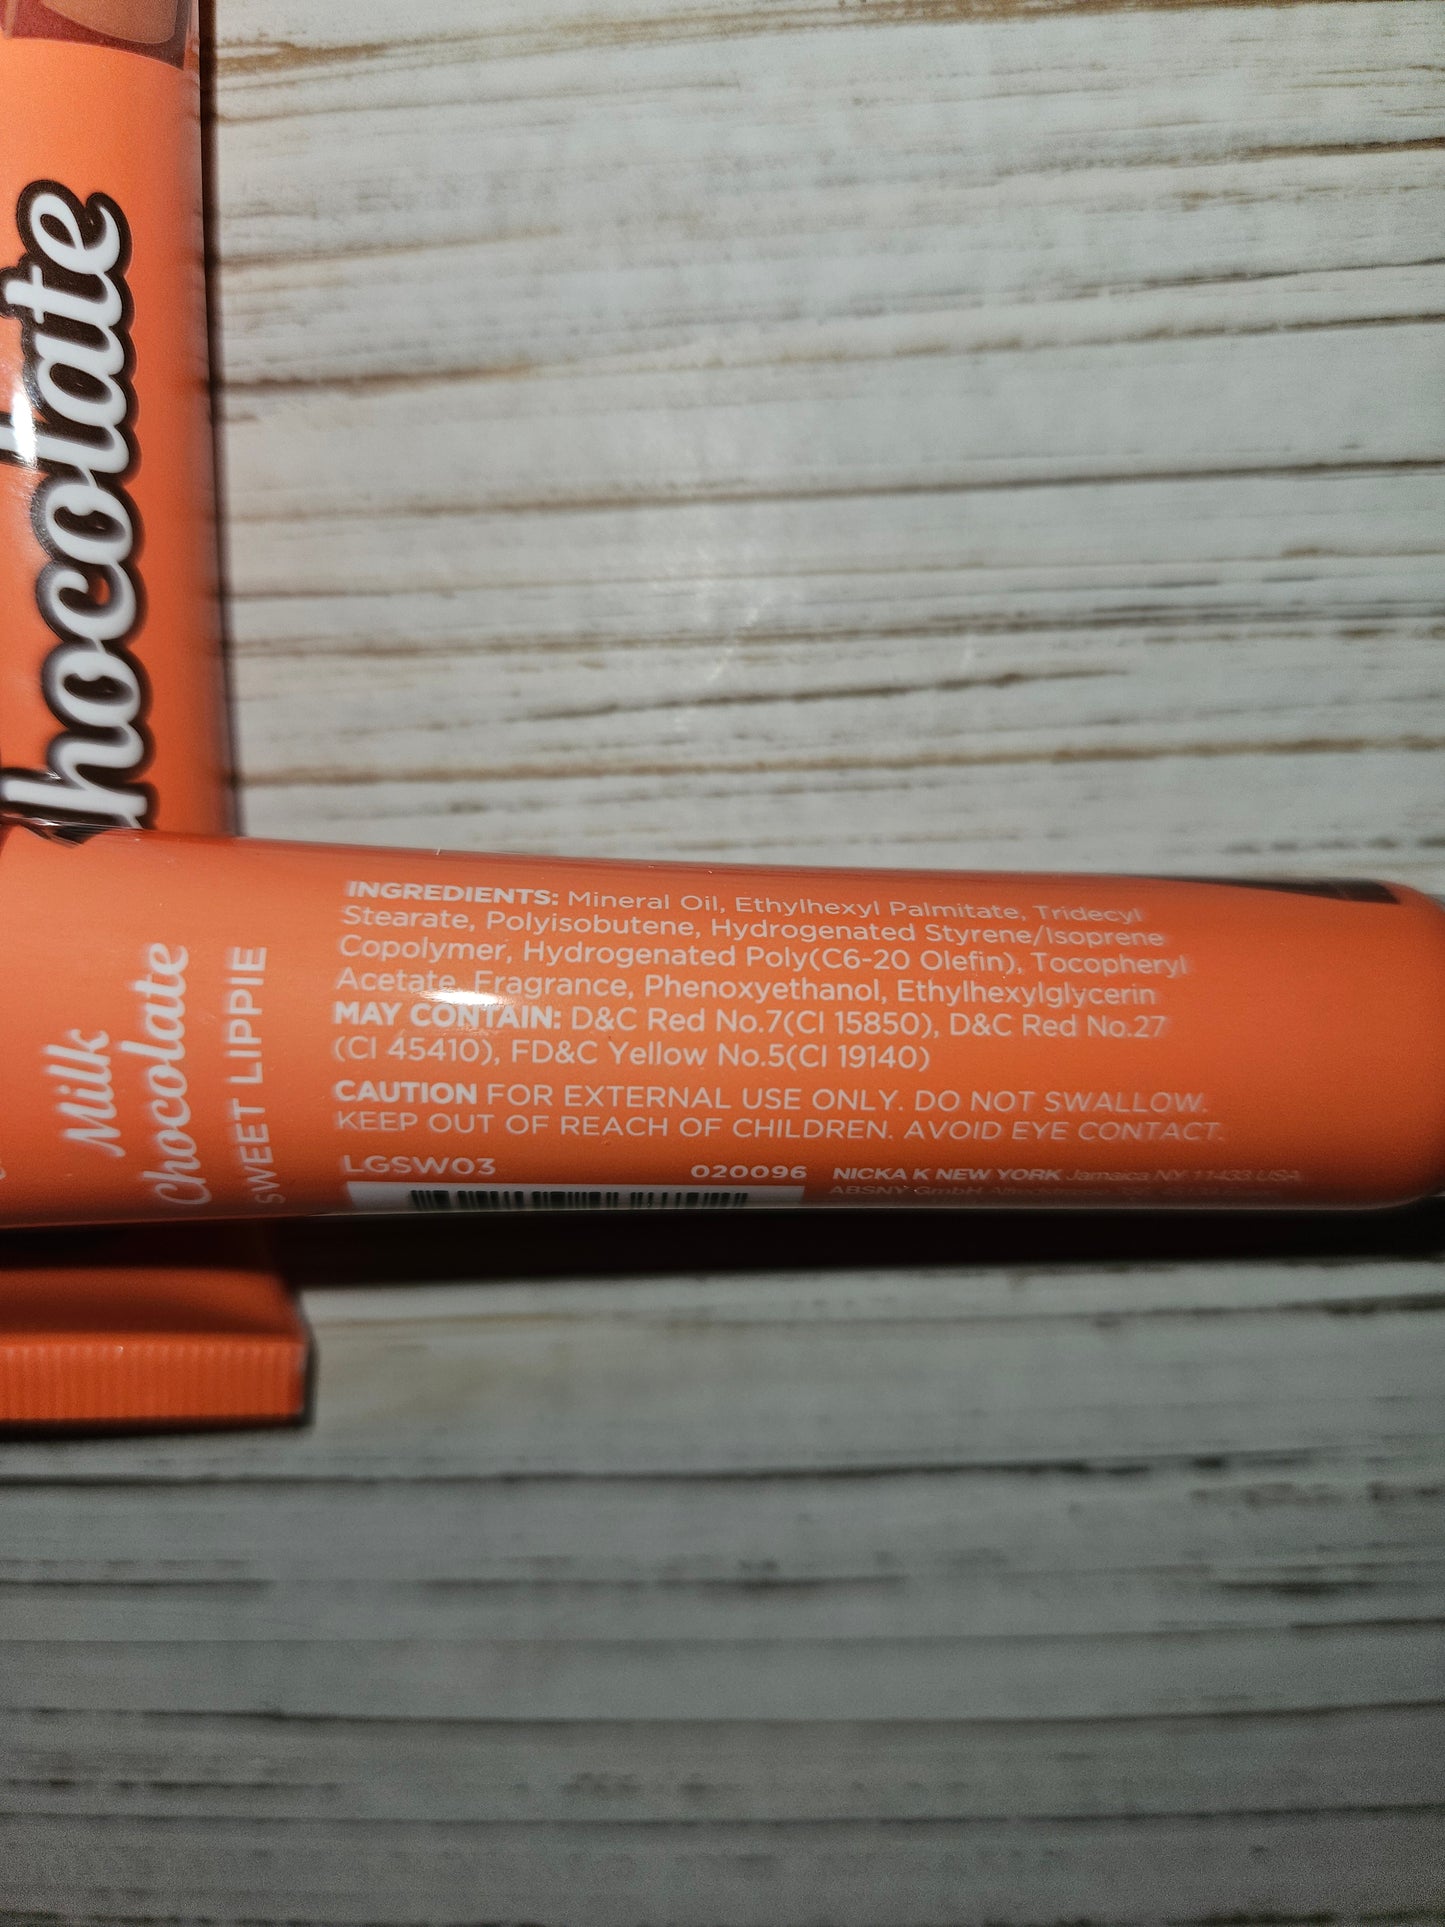 Chocolate
Milk
Chocolate
SWEET LIPPIE
INGREDIENTS: Mineral Oil, Ethylhexyl Palmitate, Tridecyl
Stearate, Polyisobutene, Hydrogenated Styrene/Isoprene
Copolymer, Hydrogenated Poly(C6-20 Olefin), Tocopheryl
Acetate, Fragrance, Phenoxyethanol, Ethylhexylglycerin
MAY CONTAIN: D&C Red No.7(CI 15850), D&C Red No.27
(CI 45410), FD&C Yellow No.5(CI 19140)
CAUTION FOR EXTERNAL USE ONLY. DO NOT SWALLOW.
KEEP OUT OF REACH OF CHILDREN. AVOID EYE CONTACT.
LGSW03 020096 NICKA K NEW YORK Jamaica NY 11433 USA
ABSNY GmbH